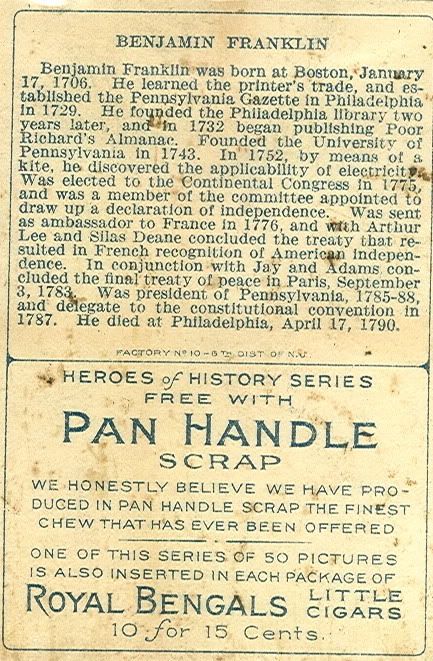 BENJAMIN FRANKLIN
Benjamin Franklin was born at Boston, January
17, 1706. He learned the printer's trade, and es-
tablished the Pennsylvania Gazette in Philadelphia
in 1729. He founded the Philadelphia library two
years later, and in 1732 began publishing Poor
Richard's Almanac. Founded the University of
Pennsylvania in 1743. In 1752, by means of a
kite, he discovered the applicability of electricity.
Was elected to the Continental Congress in 1775,
and was a member of the committee appointed to
draw up a declaration of independence. Was sent
as ambassador to France in 1776, and with Arthur
Lee and Silas Deane concluded the treaty that re-
sulted in French recognition of American indepen-
dence. In conjunction with Jay and Adams con-
cluded the final treaty of peace in Paris, September
3, 1783. Was president of Pennsylvania, 1785-88,
and delegate to the constitutional convention in
1787. He died at Philadelphia, April 17, 1790.
FACTORY Nº 10-5TH DIST OF N.J.
HEROES of HISTORY SERIES
FREE WITH
PAN HANDLE
SCRAP
WE HONESTLY BELIEVE WE HAVE PRO-
DUCED IN PAN HANDLE SCRAP THE FINEST
CHEW THAT HAS EVER BEEN OFFERED
ONE OF THIS SERIES OF 50 PICTURES
IS ALSO INSERTED IN EACH PACKAGE OF
ROYAL BENGALS LITTLE CIGARS
10 for 15 Cents.